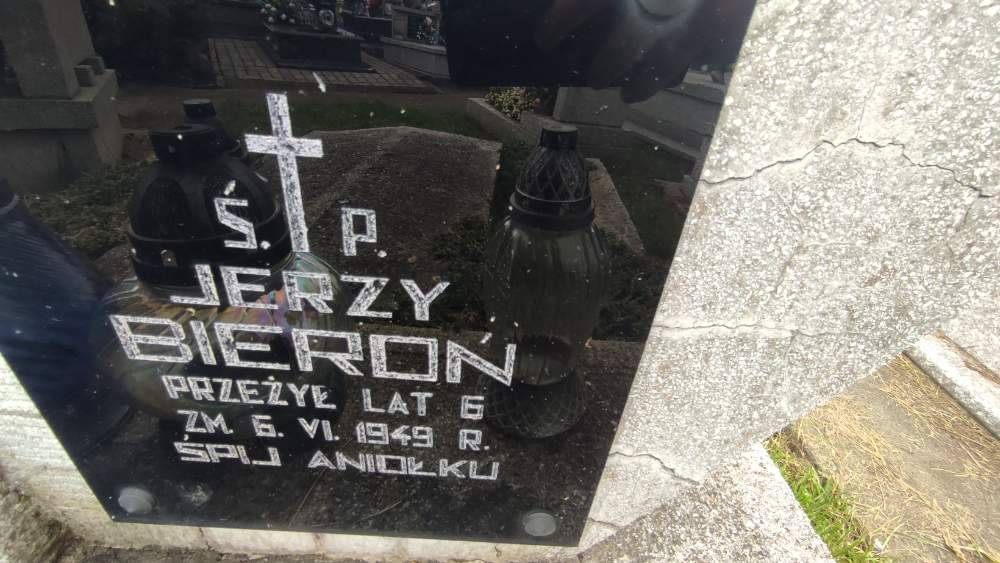 Ś. P.
JERZY
BIEROŃ
PRZEŻYŁ LAT 6
ZM. 6. VI. 1949 R.
ŚPIJ ANIOŁKU